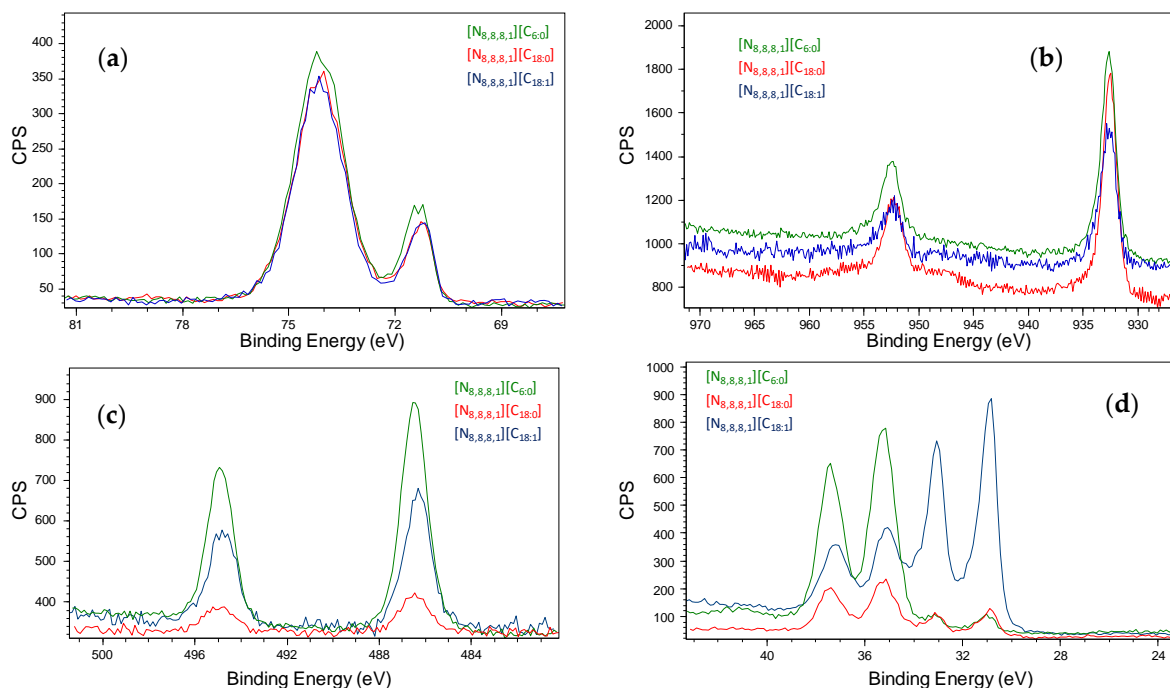 (a)
[N8,8,8,1][C6:0]
[N8,8,8,1][C18:0]
[N8,8,8,1][C18:1]
CPS
400
350
300
250
200
150
100
50
81 78 75 72 69
Binding Energy (eV)
(b)
[N8,8,8,1][C6:0]
[N8,8,8,1][C18:0]
[N8,8,8,1][C18:1]
CPS
2000
1800
1600
1400
1200
1000
800
970 965 960 955 950 945 940 935 930
Binding Energy (eV)
(c)
[N8,8,8,1][C6:0]
[N8,8,8,1][C18:0]
[N8,8,8,1][C18:1]
CPS
900
800
700
600
500
400
500 496 492 488 484
Binding Energy (eV)
(d)
[N8,8,8,1][C6:0]
[N8,8,8,1][C18:0]
[N8,8,8,1][C18:1]
CPS
1000
900
800
700
600
500
400
300
200
100
40 36 32 28 24
Binding Energy (eV)